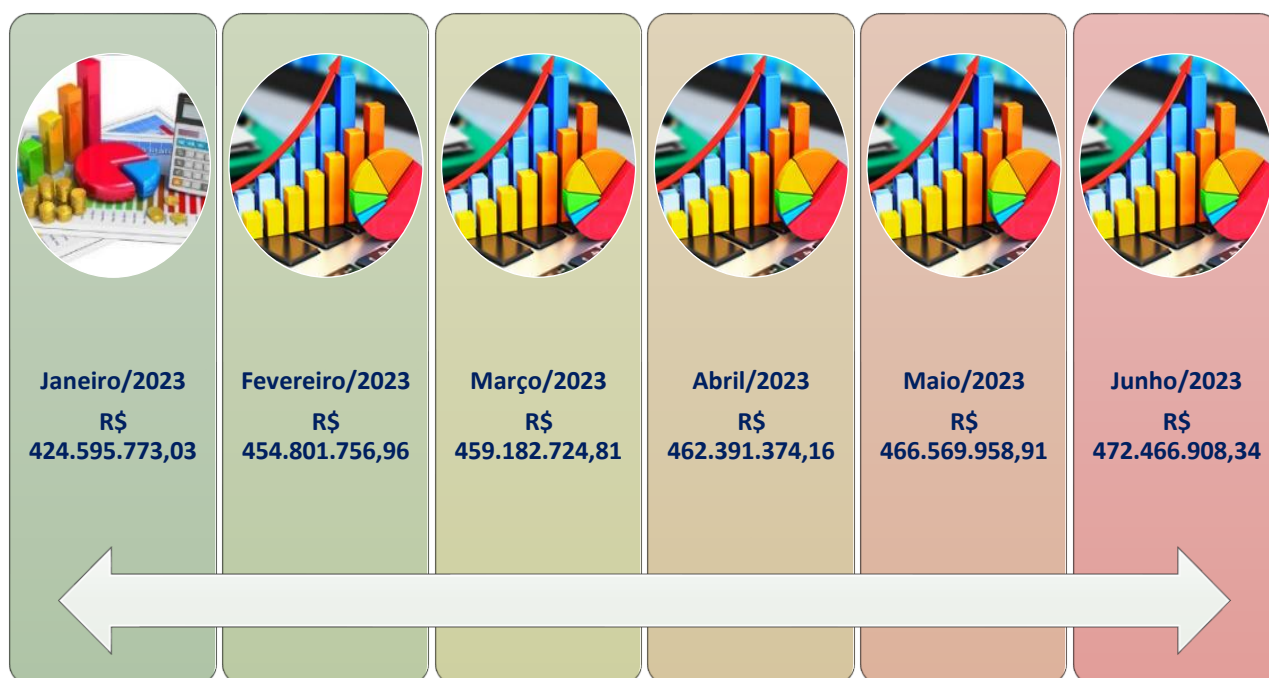 Janeiro/2023
R$
424.595.773,03
Fevereiro/2023
R$
454.801.756,96
Março/2023
R$
459.182.724,81
Abril/2023
R$
462.391.374,16
Maio/2023
R$
466.569.958,91
Junho/2023
R$
472.466.908,34